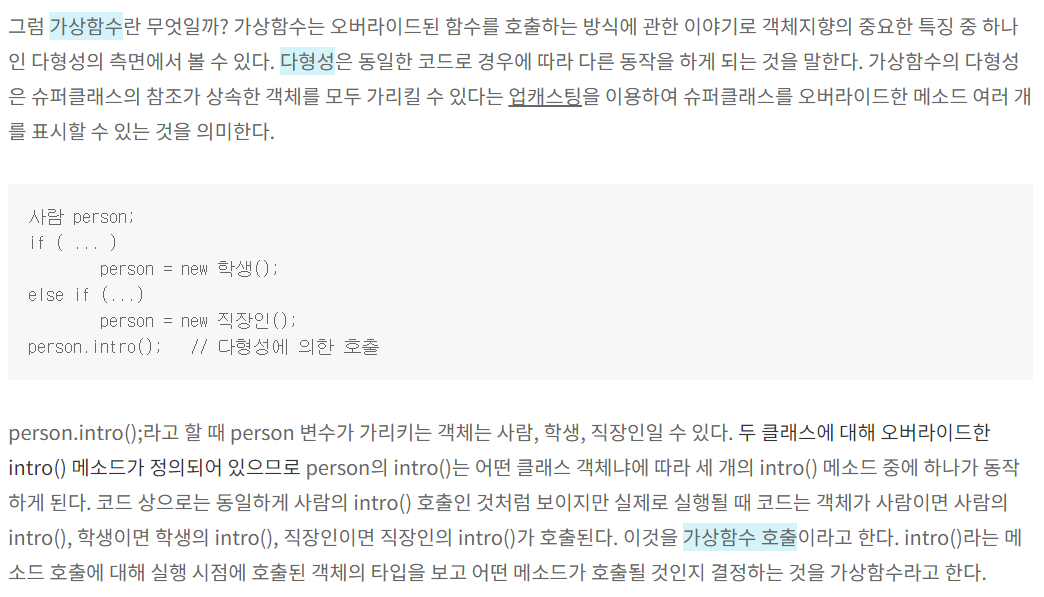 그럼 가상함수란 무엇일까? 가상함수는 오버라이드된 함수를 호출하는 방식에 관한 이야기로 객체지향의 중요한 특징 중 하나
인 다형성의 측면에서 볼 수 있다. 다형성은 동일한 코드로 경우에 따라 다른 동작을 하게 되는 것을 말한다. 가상함수의 다형성
은 슈퍼클래스의 참조가 상속한 객체를 모두 가리킬 수 있다는 업캐스팅을 이용하여 슈퍼클래스를 오버라이드한 메소드 여러 개
를 표시할 수 있는 것을 의미한다.
사람 person;
if ( ... )
person = new 학생();
else if (...)
person = new 직장인();
person.intro();   // 다형성에 의한 호출
person.intro();라고 할 때 person 변수가 가리키는 객체는 사람, 학생, 직장인일 수 있다. 두 클래스에 대해 오버라이드한
intro() 메소드가 정의되어 있으므로 person의 intro()는 어떤 클래스 객체냐에 따라 세 개의 intro() 메소드 중에 하나가 동작
하게 된다. 코드 상으로는 동일하게 사람의 intro() 호출인 것처럼 보이지만 실제로 실행될 때 코드는 객체가 사람이면 사람의
intro(), 학생이면 학생의 intro(), 직장인이면 직장인의 intro()가 호출된다. 이것을 가상함수 호출이라고 한다. intro()라는 메
소드 호출에 대해 실행 시점에 호출된 객체의 타입을 보고 어떤 메소드가 호출될 것인지 결정하는 것을 가상함수라고 한다.